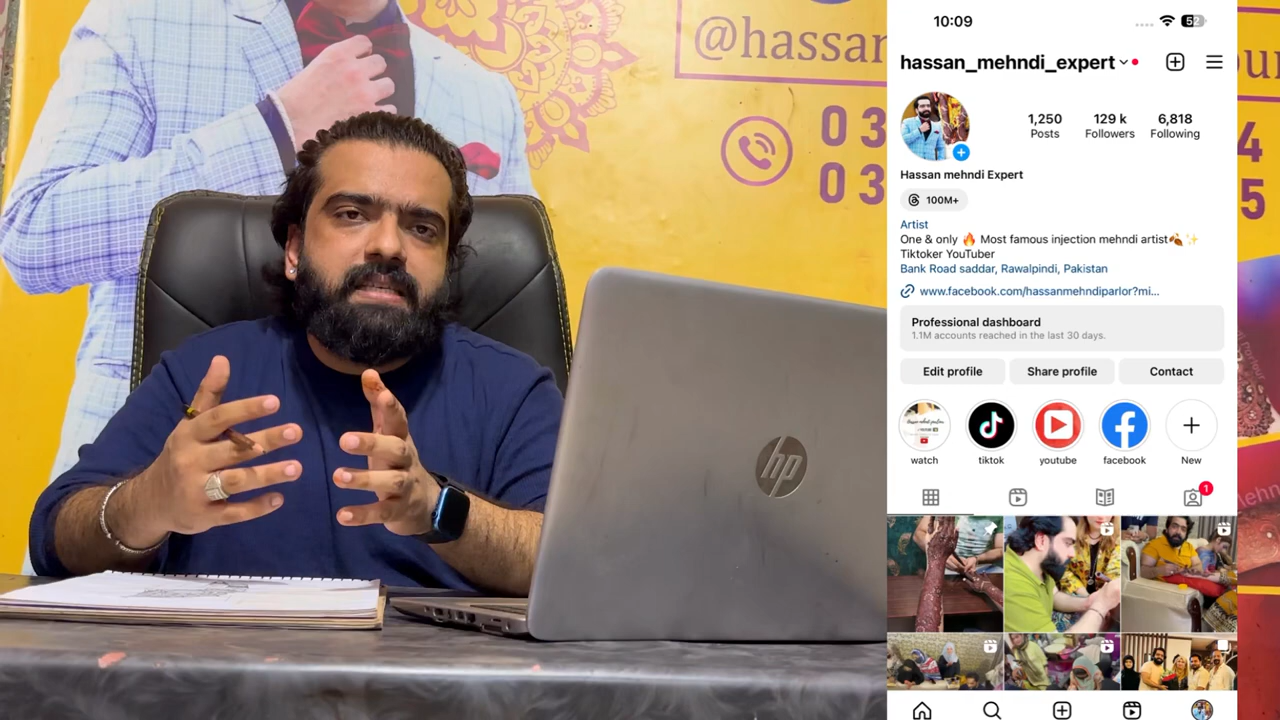 @hassan
03
03
hp
10:09
52
hassan_mehndi_expert
1,250 129 k 6,818
Posts Followers Following
Hassan mehndi Expert
100M+
Artist
One & only 🔥 Most famous injection mehndi artist🍂✨
Tiktoker YouTuber
Bank Road saddar, Rawalpindi, Pakistan
www.facebook.com/hassanmehndiparlor?mi...
Professional dashboard
1.1M accounts reached in the last 30 days.
Edit profile Share profile Contact
watch tiktok youtube facebook New
1
4
5